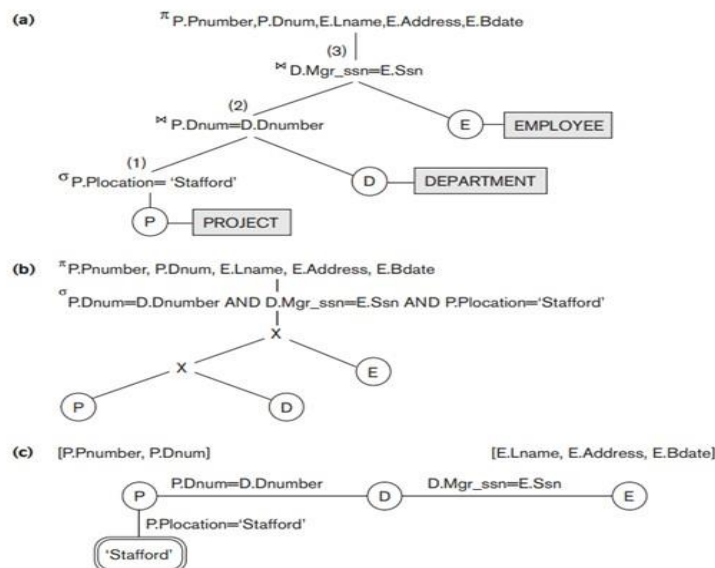 (a)
π P.Pnumber,P.Dnum,E.Lname,E.Address,E.Bdate
(3)
⋈ D.Mgr_ssn=E.Ssn
(2)
⋈ P.Dnum=D.Dnumber
E EMPLOYEE
(1)
σ P.Plocation= ‘Stafford’
D DEPARTMENT
P PROJECT
(b)
π P.Pnumber, P.Dnum, E.Lname, E.Address, E.Bdate
σ P.Dnum=D.Dnumber AND D.Mgr_ssn=E.Ssn AND P.Plocation=‘Stafford’
X
X E
P D
(c) [P.Pnumber, P.Dnum] [E.Lname, E.Address, E.Bdate]
P.Dnum=D.Dnumber D.Mgr_ssn=E.Ssn
P D E
P.Plocation=‘Stafford’
‘Stafford’